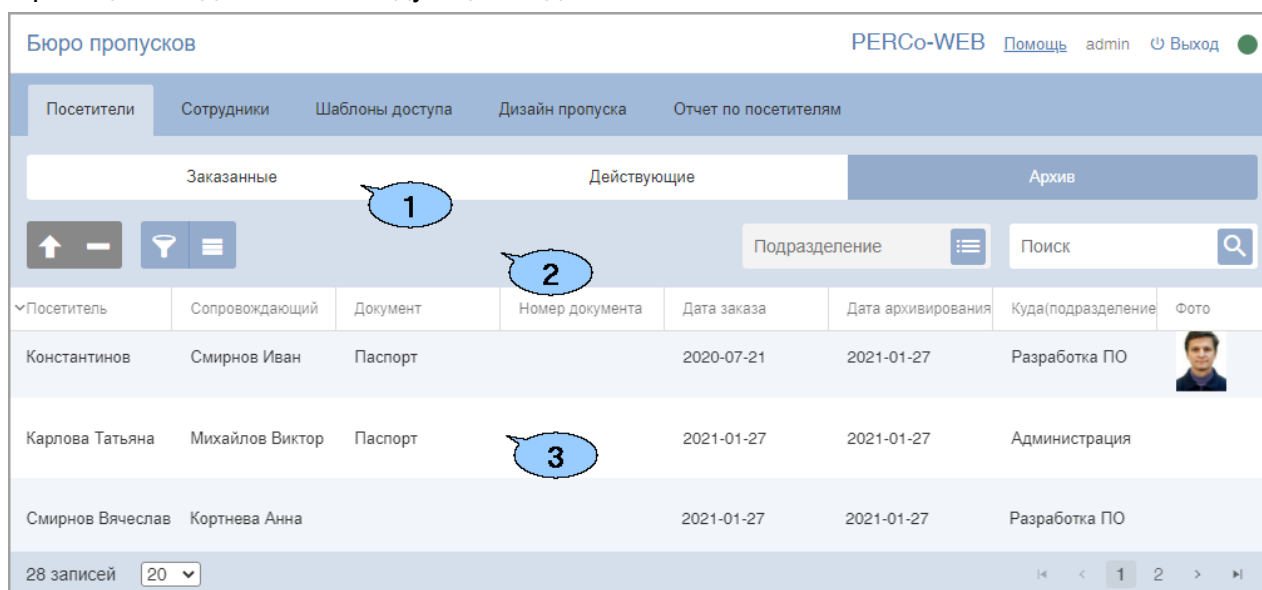 Бюро пропусков PERCo-WEB Помощь admin Выход
Посетители Сотрудники Шаблоны доступа Дизайн пропуска Отчет по посетителям
Заказанные Действующие Архив
1
Подразделение Поиск
2
Посетитель Сопровождающий Документ Номер документа Дата заказа Дата архивирования Куда(подразделение Фото
Константинов Смирнов Иван Паспорт 2020-07-21 2021-01-27 Разработка ПО
Карлова Татьяна Михайлов Виктор Паспорт 2021-01-27 2021-01-27 Администрация
3
Смирнов Вячеслав Кортнева Анна 2021-01-27 2021-01-27 Разработка ПО
28 записей 20 1 2